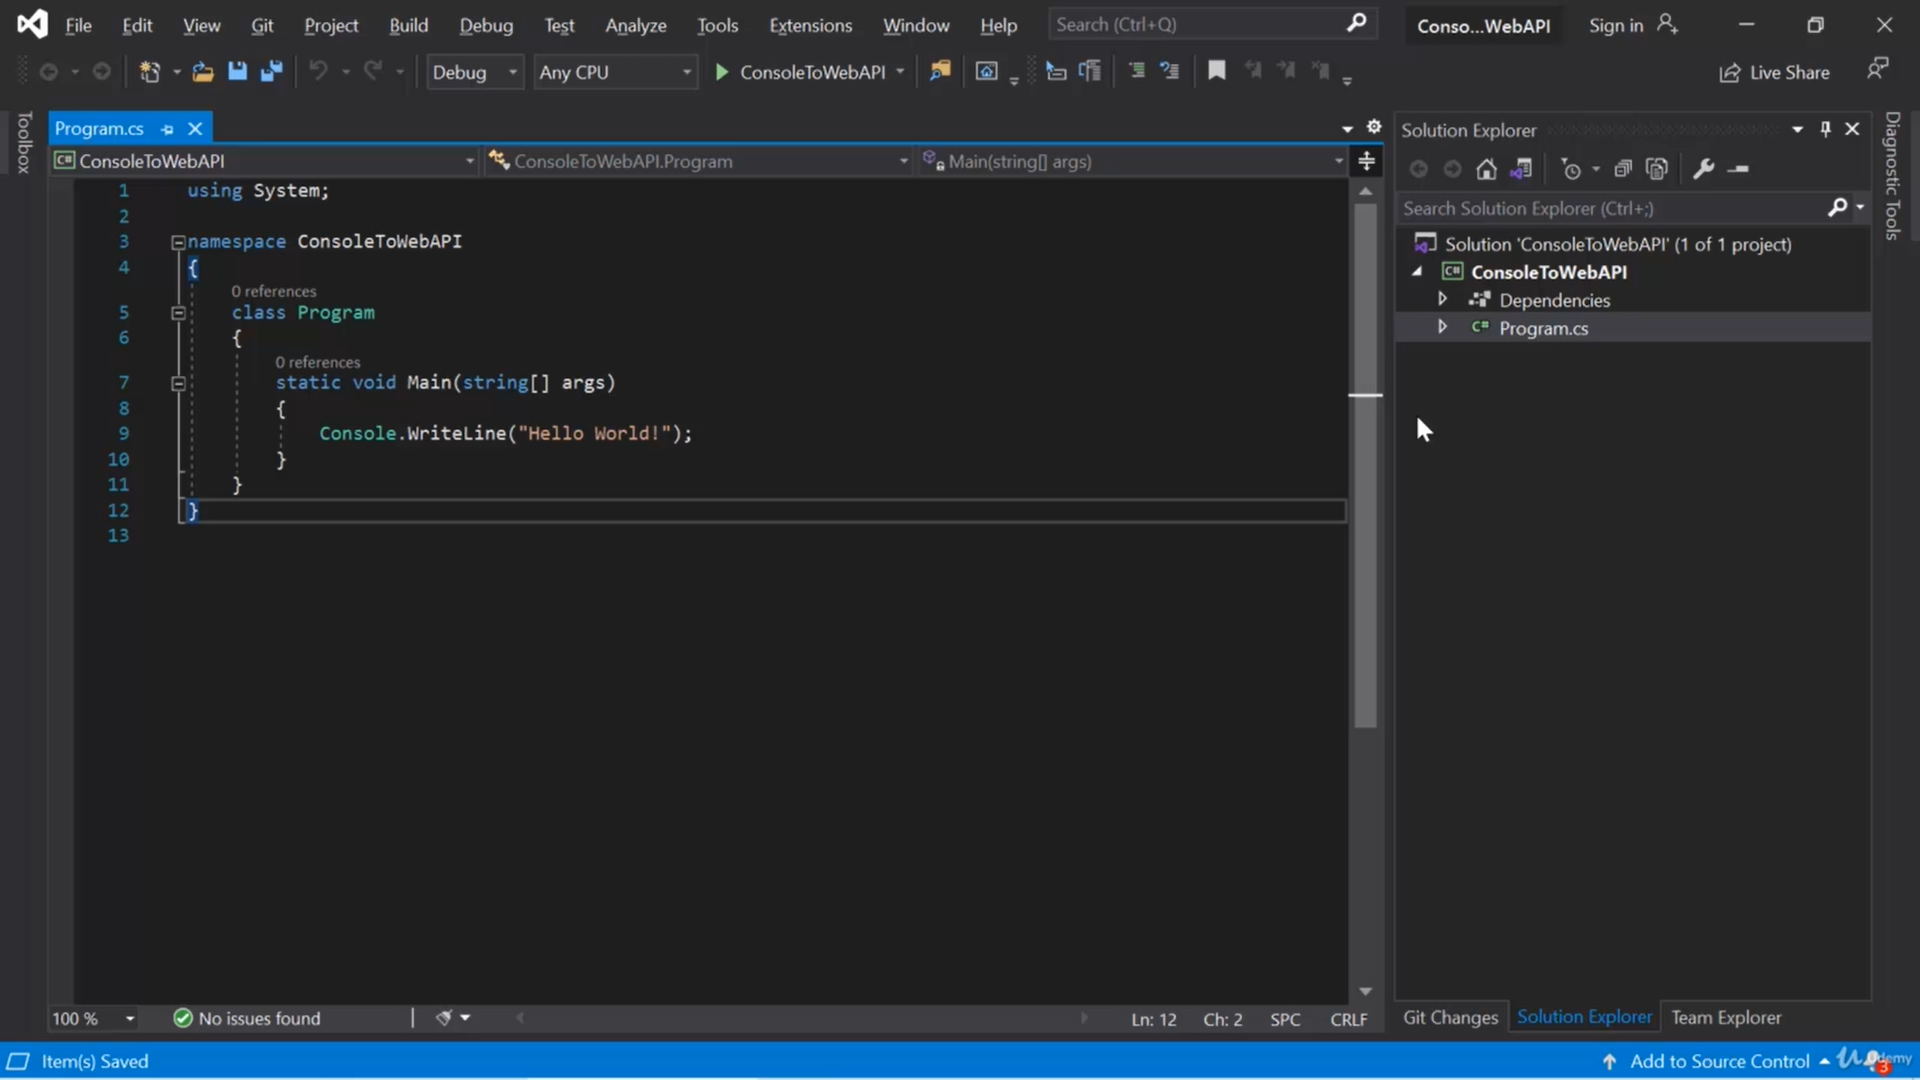 File Edit View Git Project Build Debug Test Analyze Tools Extensions Window Help Search (Ctrl+Q) Conso...WebAPI Sign in
Debug Any CPU ConsoleToWebAPI Live Share
Toolbox
Program.cs
ConsoleToWebAPI ConsoleToWebAPI.Program Main(string[] args)
1 using System;
2
3 namespace ConsoleToWebAPI
4 {
0 references
5 class Program
6 {
0 references
7 static void Main(string[] args)
8 {
9 Console.WriteLine("Hello World!");
10 }
11 }
12 }
13
100 % No issues found Ln: 12 Ch: 2 SPC CRLF
Solution Explorer
Search Solution Explorer (Ctrl+;)
Solution 'ConsoleToWebAPI' (1 of 1 project)
C# ConsoleToWebAPI
Dependencies
C# Program.cs
Git Changes Solution Explorer Team Explorer
Diagnostic Tools
Item(s) Saved Add to Source Control 3